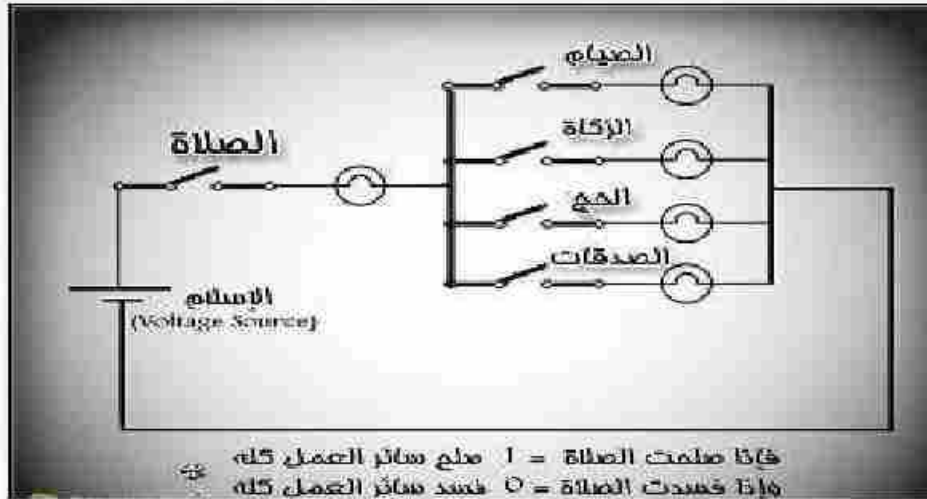 الصيام
الزكاة
الصلاة
الحج
الصدقات
الإسلام
(Voltage Source)
فإذا صلحت الصلاة = 1 صلح سائر العمل كله
وإذا فسدت الصلاة = 0 فسد سائر العمل كله